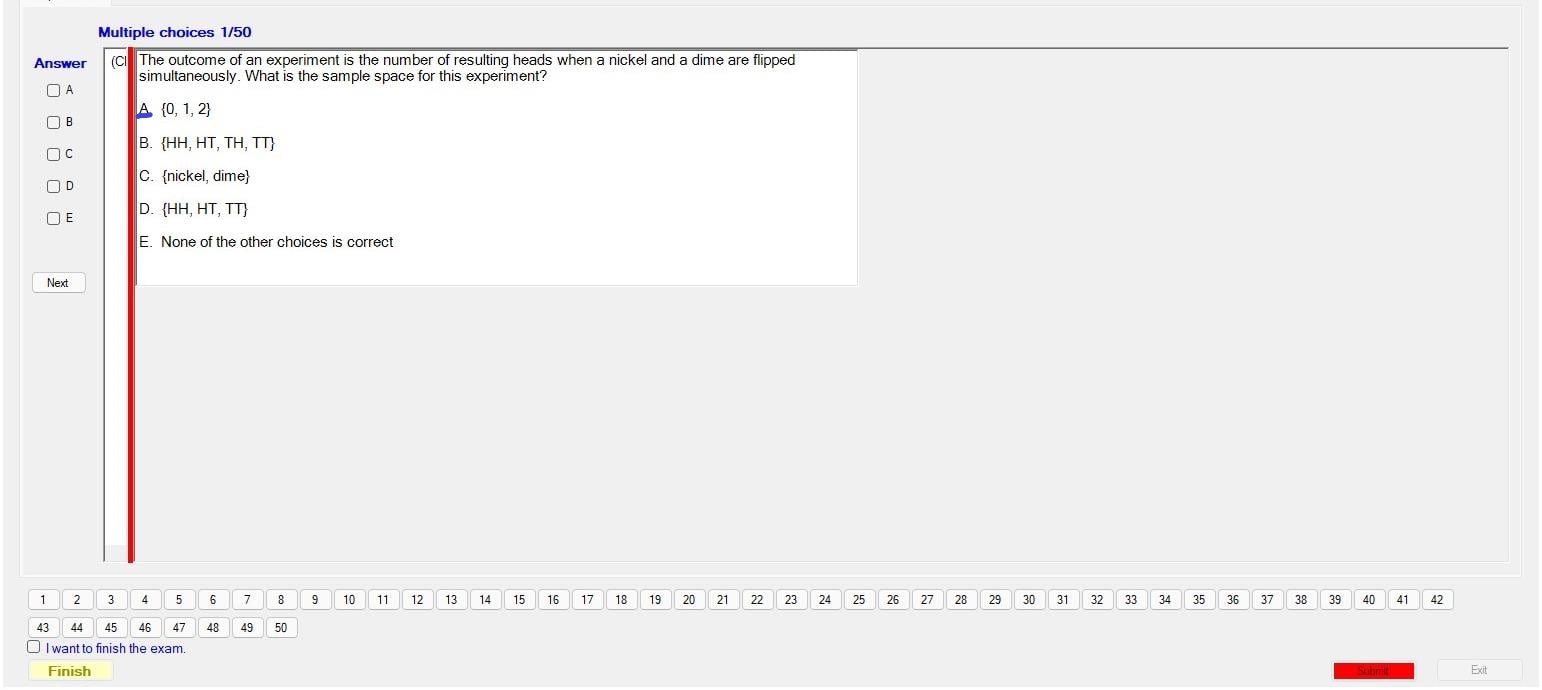 Multiple choices 1/50
Answer
A
B
C
D
E
Next
(C
The outcome of an experiment is the number of resulting heads when a nickel and a dime are flipped
simultaneously. What is the sample space for this experiment?
A. {0, 1, 2}
B. {HH, HT, TH, TT}
C. {nickel, dime}
D. {HH, HT, TT}
E. None of the other choices is correct
1 2 3 4 5 6 7 8 9 10 11 12 13 14 15 16 17 18 19 20 21 22 23 24 25 26 27 28 29 30 31 32 33 34 35 36 37 38 39 40 41 42
43 44 45 46 47 48 49 50
I want to finish the exam.
Finish
Submit
Exit